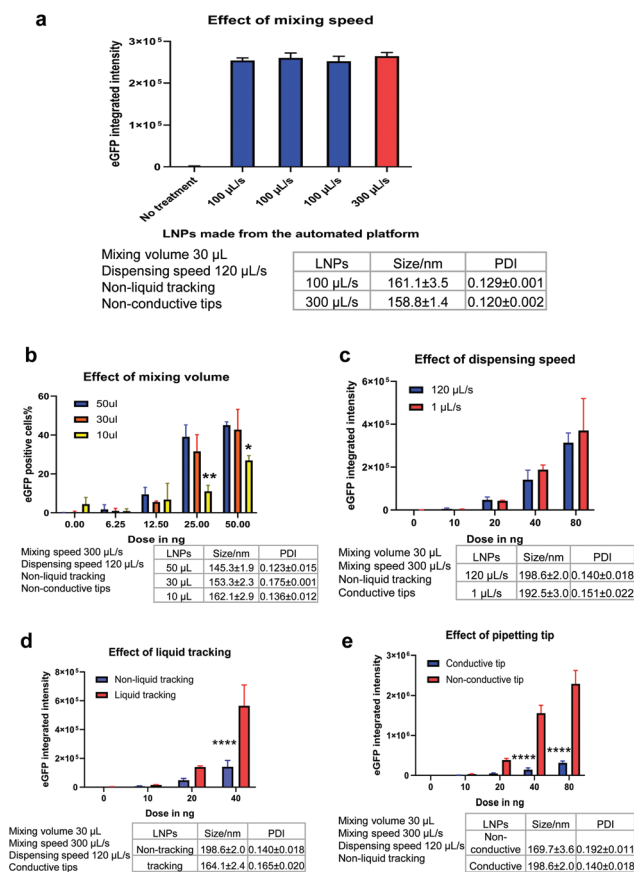 a
Effect of mixing speed
eGFP integrated intensity
3×10⁵
2×10⁵
1×10⁵
0
No treatment
100 µL/s
100 µL/s
100 µL/s
300 µL/s
LNPs made from the automated platform
Mixing volume 30 µL
Dispensing speed 120 µL/s
Non-liquid tracking
Non-conductive tips
LNPs Size/nm PDI
100 µL/s 161.1±3.5 0.129±0.001
300 µL/s 158.8±1.4 0.120±0.002
b
Effect of mixing volume
eGFP positive cells%
60
40
20
0
50ul
30ul
10ul
**
*
0.00 6.25 12.50 25.00 50.00
Dose in ng
Mixing speed 300 µL/s
Dispensing speed 120 µL/s
Non-liquid tracking
Non-conductive tips
LNPs Size/nm PDI
50 µL 145.3±1.9 0.123±0.015
30 µL 153.3±2.3 0.175±0.001
10 µL 162.1±2.9 0.136±0.012
c
Effect of dispensing speed
eGFP integrated intensity
6×10⁵
4×10⁵
2×10⁵
0
120 µL/s
1 µL/s
0 10 20 40 80
Dose in ng
Mixing volume 30 µL
Mixing speed 300 µL/s
Non-liquid tracking
Conductive tips
LNPs Size/nm PDI
120 µL/s 198.6±2.0 0.140±0.018
1 µL/s 192.5±3.0 0.151±0.022
d
Effect of liquid tracking
eGFP integrated intensity
8×10⁵
6×10⁵
4×10⁵
2×10⁵
0
Non-liquid tracking
Liquid tracking
****
0 10 20 40
Dose in ng
Mixing volume 30 µL
Mixing speed 300 µL/s
Dispensing speed 120 µL/s
Conductive tips
LNPs Size/nm PDI
Non-tracking 198.6±2.0 0.140±0.018
tracking 164.1±2.4 0.165±0.020
e
Effect of pipetting tip
eGFP integrated intensity
3×10⁶
2×10⁶
1×10⁶
0
Conductive tip
Non-conductive tip
****
****
0 10 20 40 80
Dose in ng
Mixing volume 30 µL
Mixing speed 300 µL/s
Dispensing speed 120 µL/s
Non-liquid tracking
LNPs Size/nm PDI
Non-
conductive 169.7±3.6 0.192±0.011
Conductive 198.6±2.0 0.140±0.018